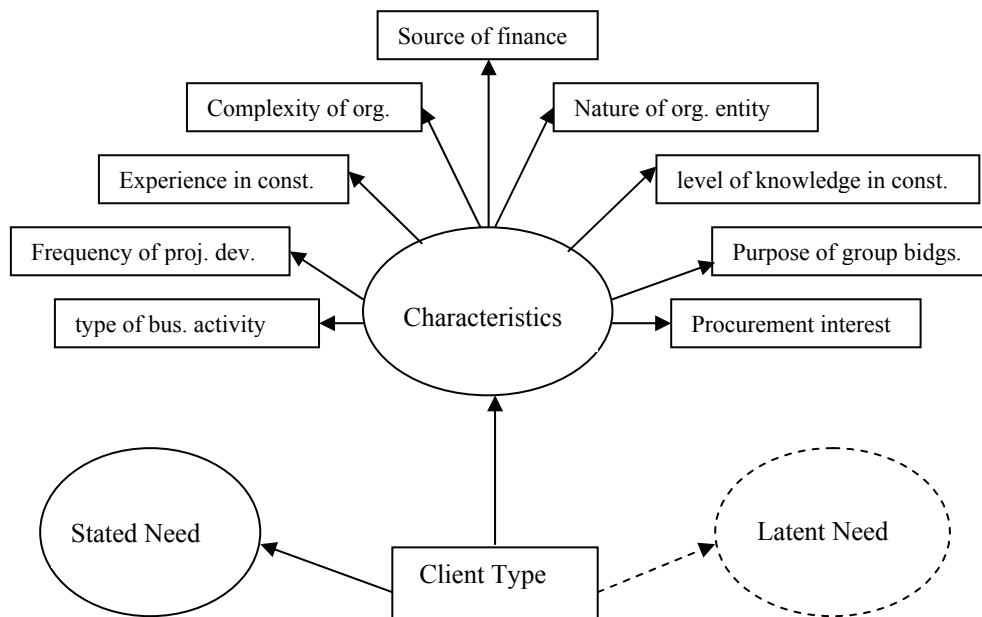 Source of finance
Complexity of org.
Nature of org. entity
Experience in const.
level of knowledge in const.
Frequency of proj. dev.
Purpose of group bidgs.
type of bus. activity
Characteristics
Procurement interest
Stated Need
Latent Need
Client Type